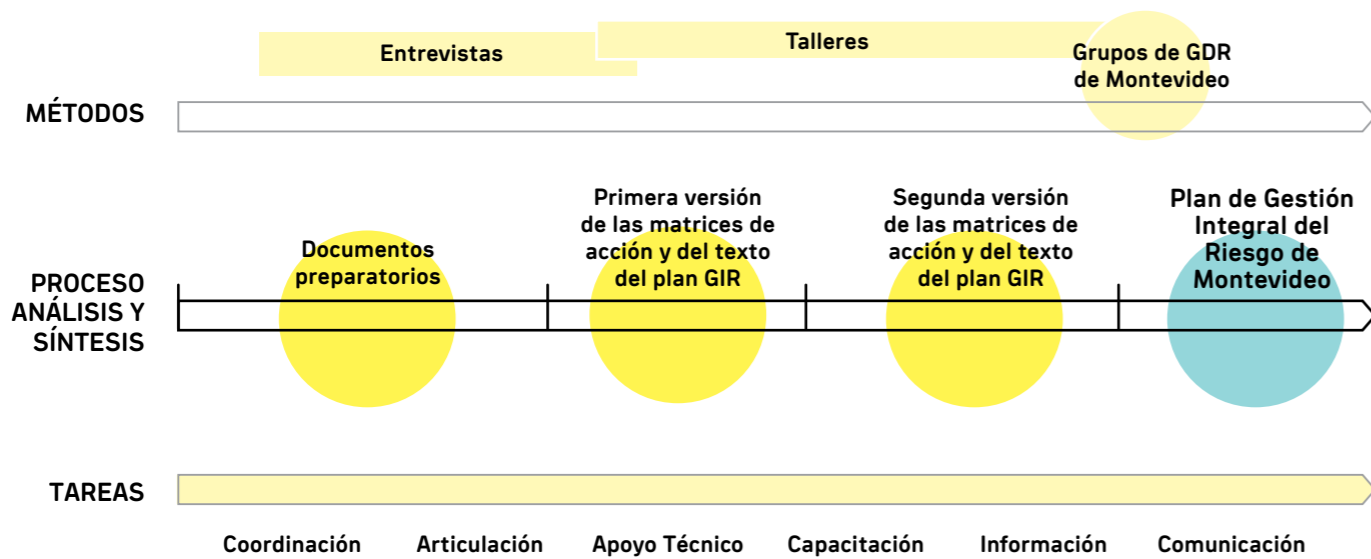 Entrevistas
Talleres
Grupos de GDR
de Montevideo
MÉTODOS
Documentos
preparatorios
Primera versión
de las matrices de
acción y del texto
del plan GIR
Segunda versión
de las matrices de
acción y del texto
del plan GIR
Plan de Gestión
Integral del
Riesgo de
Montevideo
PROCESO
ANÁLISIS Y
SÍNTESIS
TAREAS
Coordinación
Articulación
Apoyo Técnico
Capacitación
Información
Comunicación